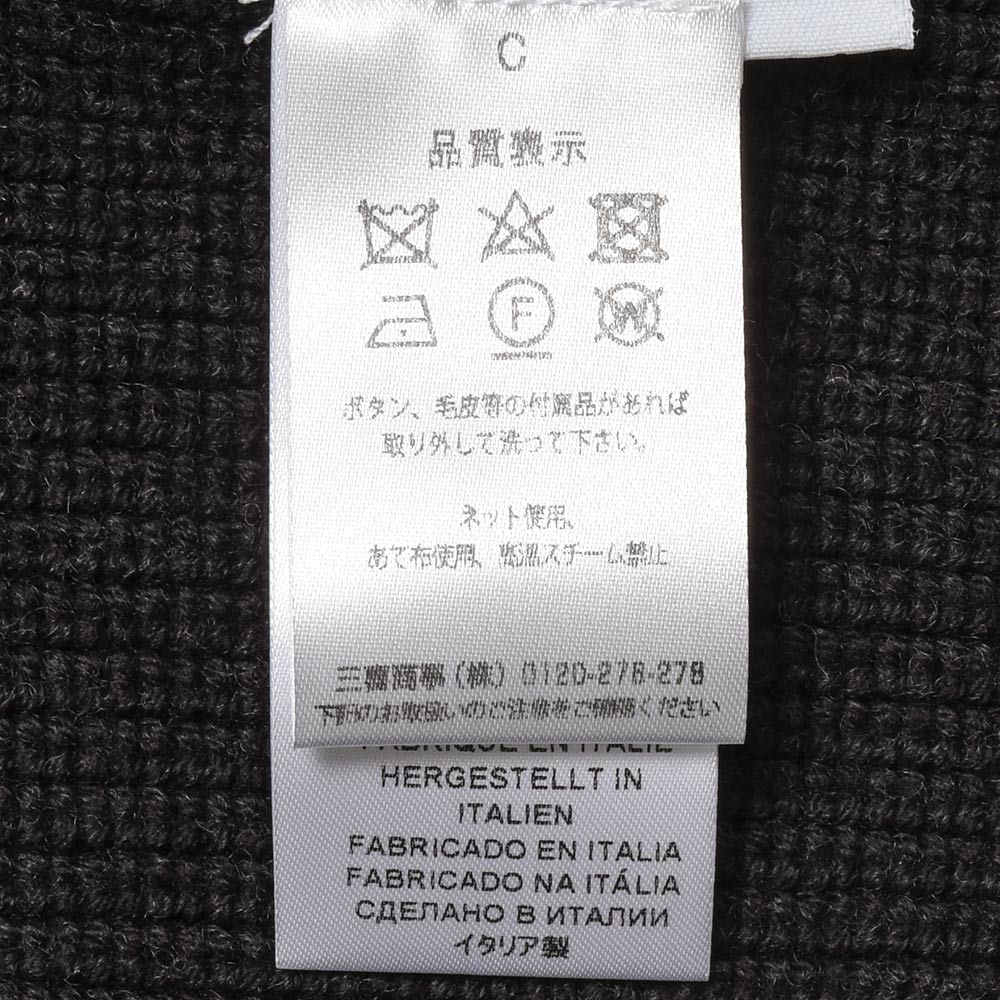 C
品質表示
F
W
ボタン、毛皮等の付属品があれば
取り外して洗って下さい。
ネット使用、
あて布使用、高温スチーム禁止
三喜商事（株）0120-278-278
下記のお取扱いのご注意をご確認ください
FABRIQUE EN ITALIE
HERGESTELLT IN
ITALIEN
FABRICADO EN ITALIA
FABRICADO NA ITÁLIA
СДЕЛАНО В ИТАЛИИ
イタリア製